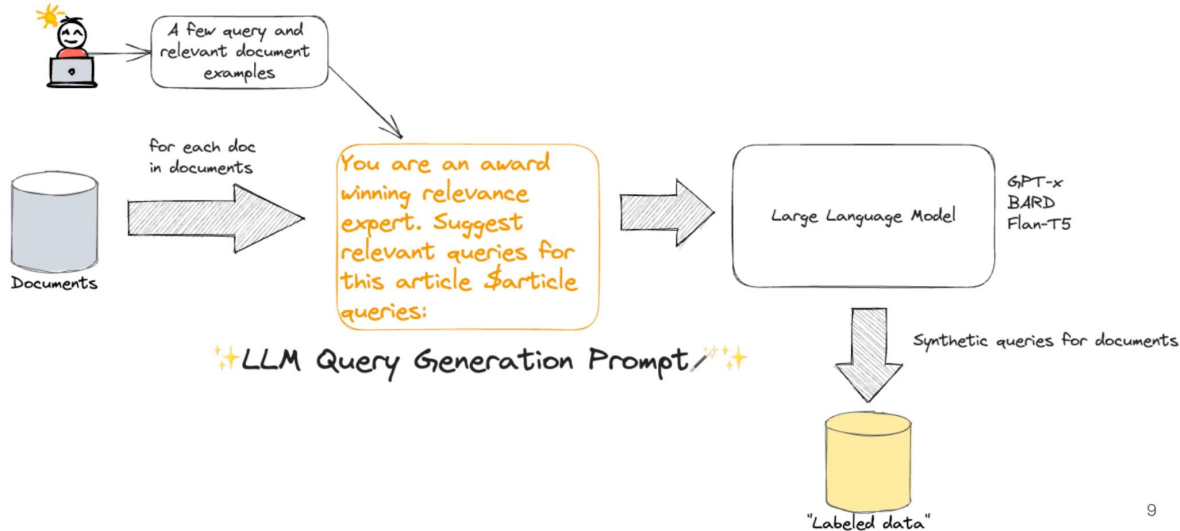 A few query and
relevant document
examples
for each doc
in documents
Documents
You are an award
winning relevance
expert. Suggest
relevant queries for
this article $article
queries:
LLM Query Generation Prompt
Large Language Model
GPT-x
BARD
Flan-T5
Synthetic queries for documents
"Labeled data"
9